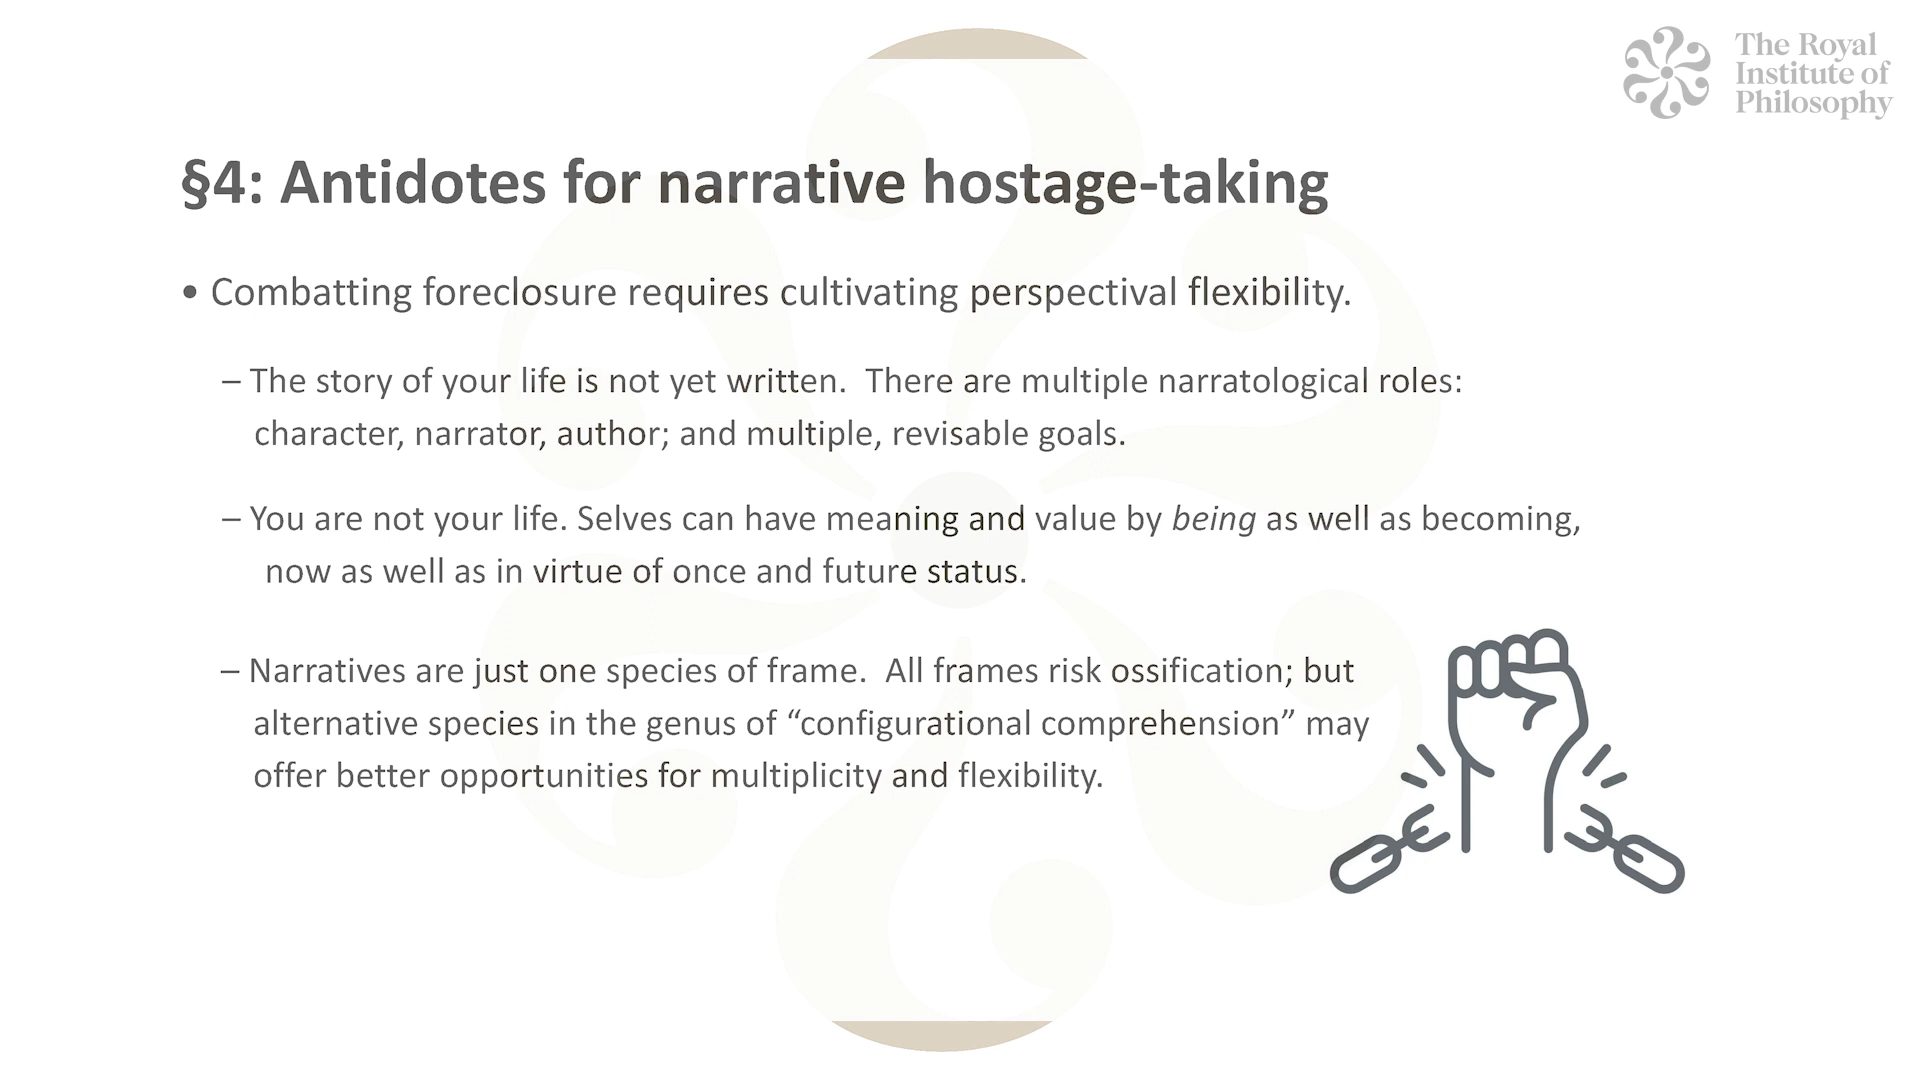 The Royal
Institute of
Philosophy
§4: Antidotes for narrative hostage-taking
• Combatting foreclosure requires cultivating perspectival flexibility.
– The story of your life is not yet written.  There are multiple narratological roles:
character, narrator, author; and multiple, revisable goals.
– You are not your life. Selves can have meaning and value by being as well as becoming,
now as well as in virtue of once and future status.
– Narratives are just one species of frame.  All frames risk ossification; but
alternative species in the genus of “configurational comprehension” may
offer better opportunities for multiplicity and flexibility.